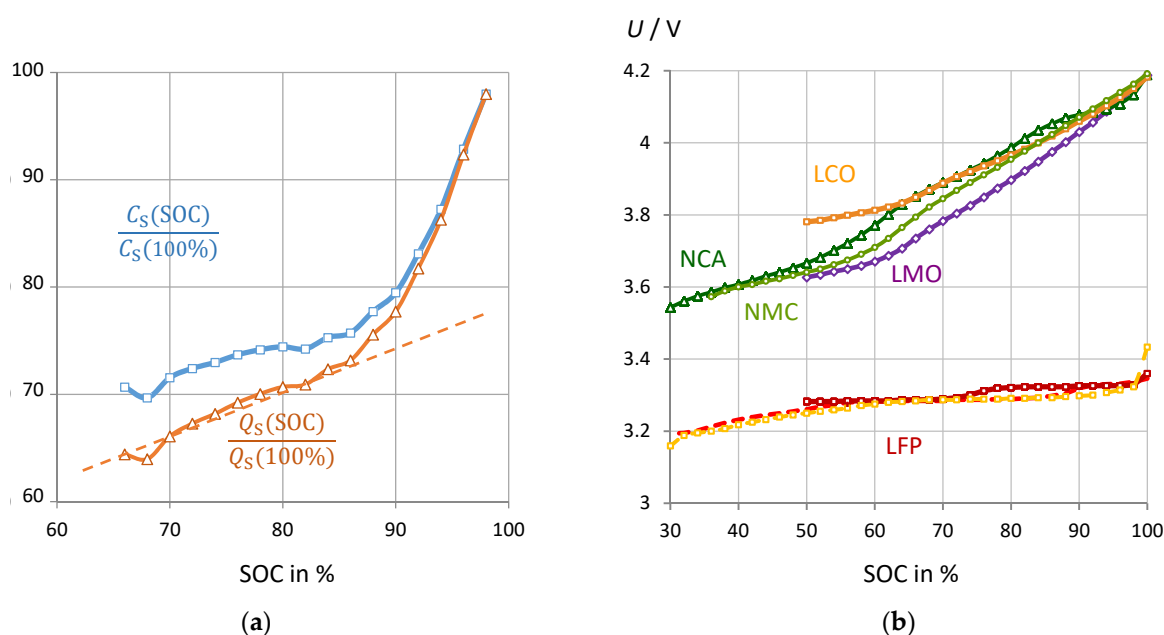 100
90
80
70
60
60 70 80 90 100
SOC in %
C_S(SOC)
C_S(100%)
Q_S(SOC)
Q_S(100%)
(a)
U / V
4.2
4
3.8
3.6
3.4
3.2
3
30 40 50 60 70 80 90 100
SOC in %
LCO
NCA
LMO
NMC
LFP
(b)